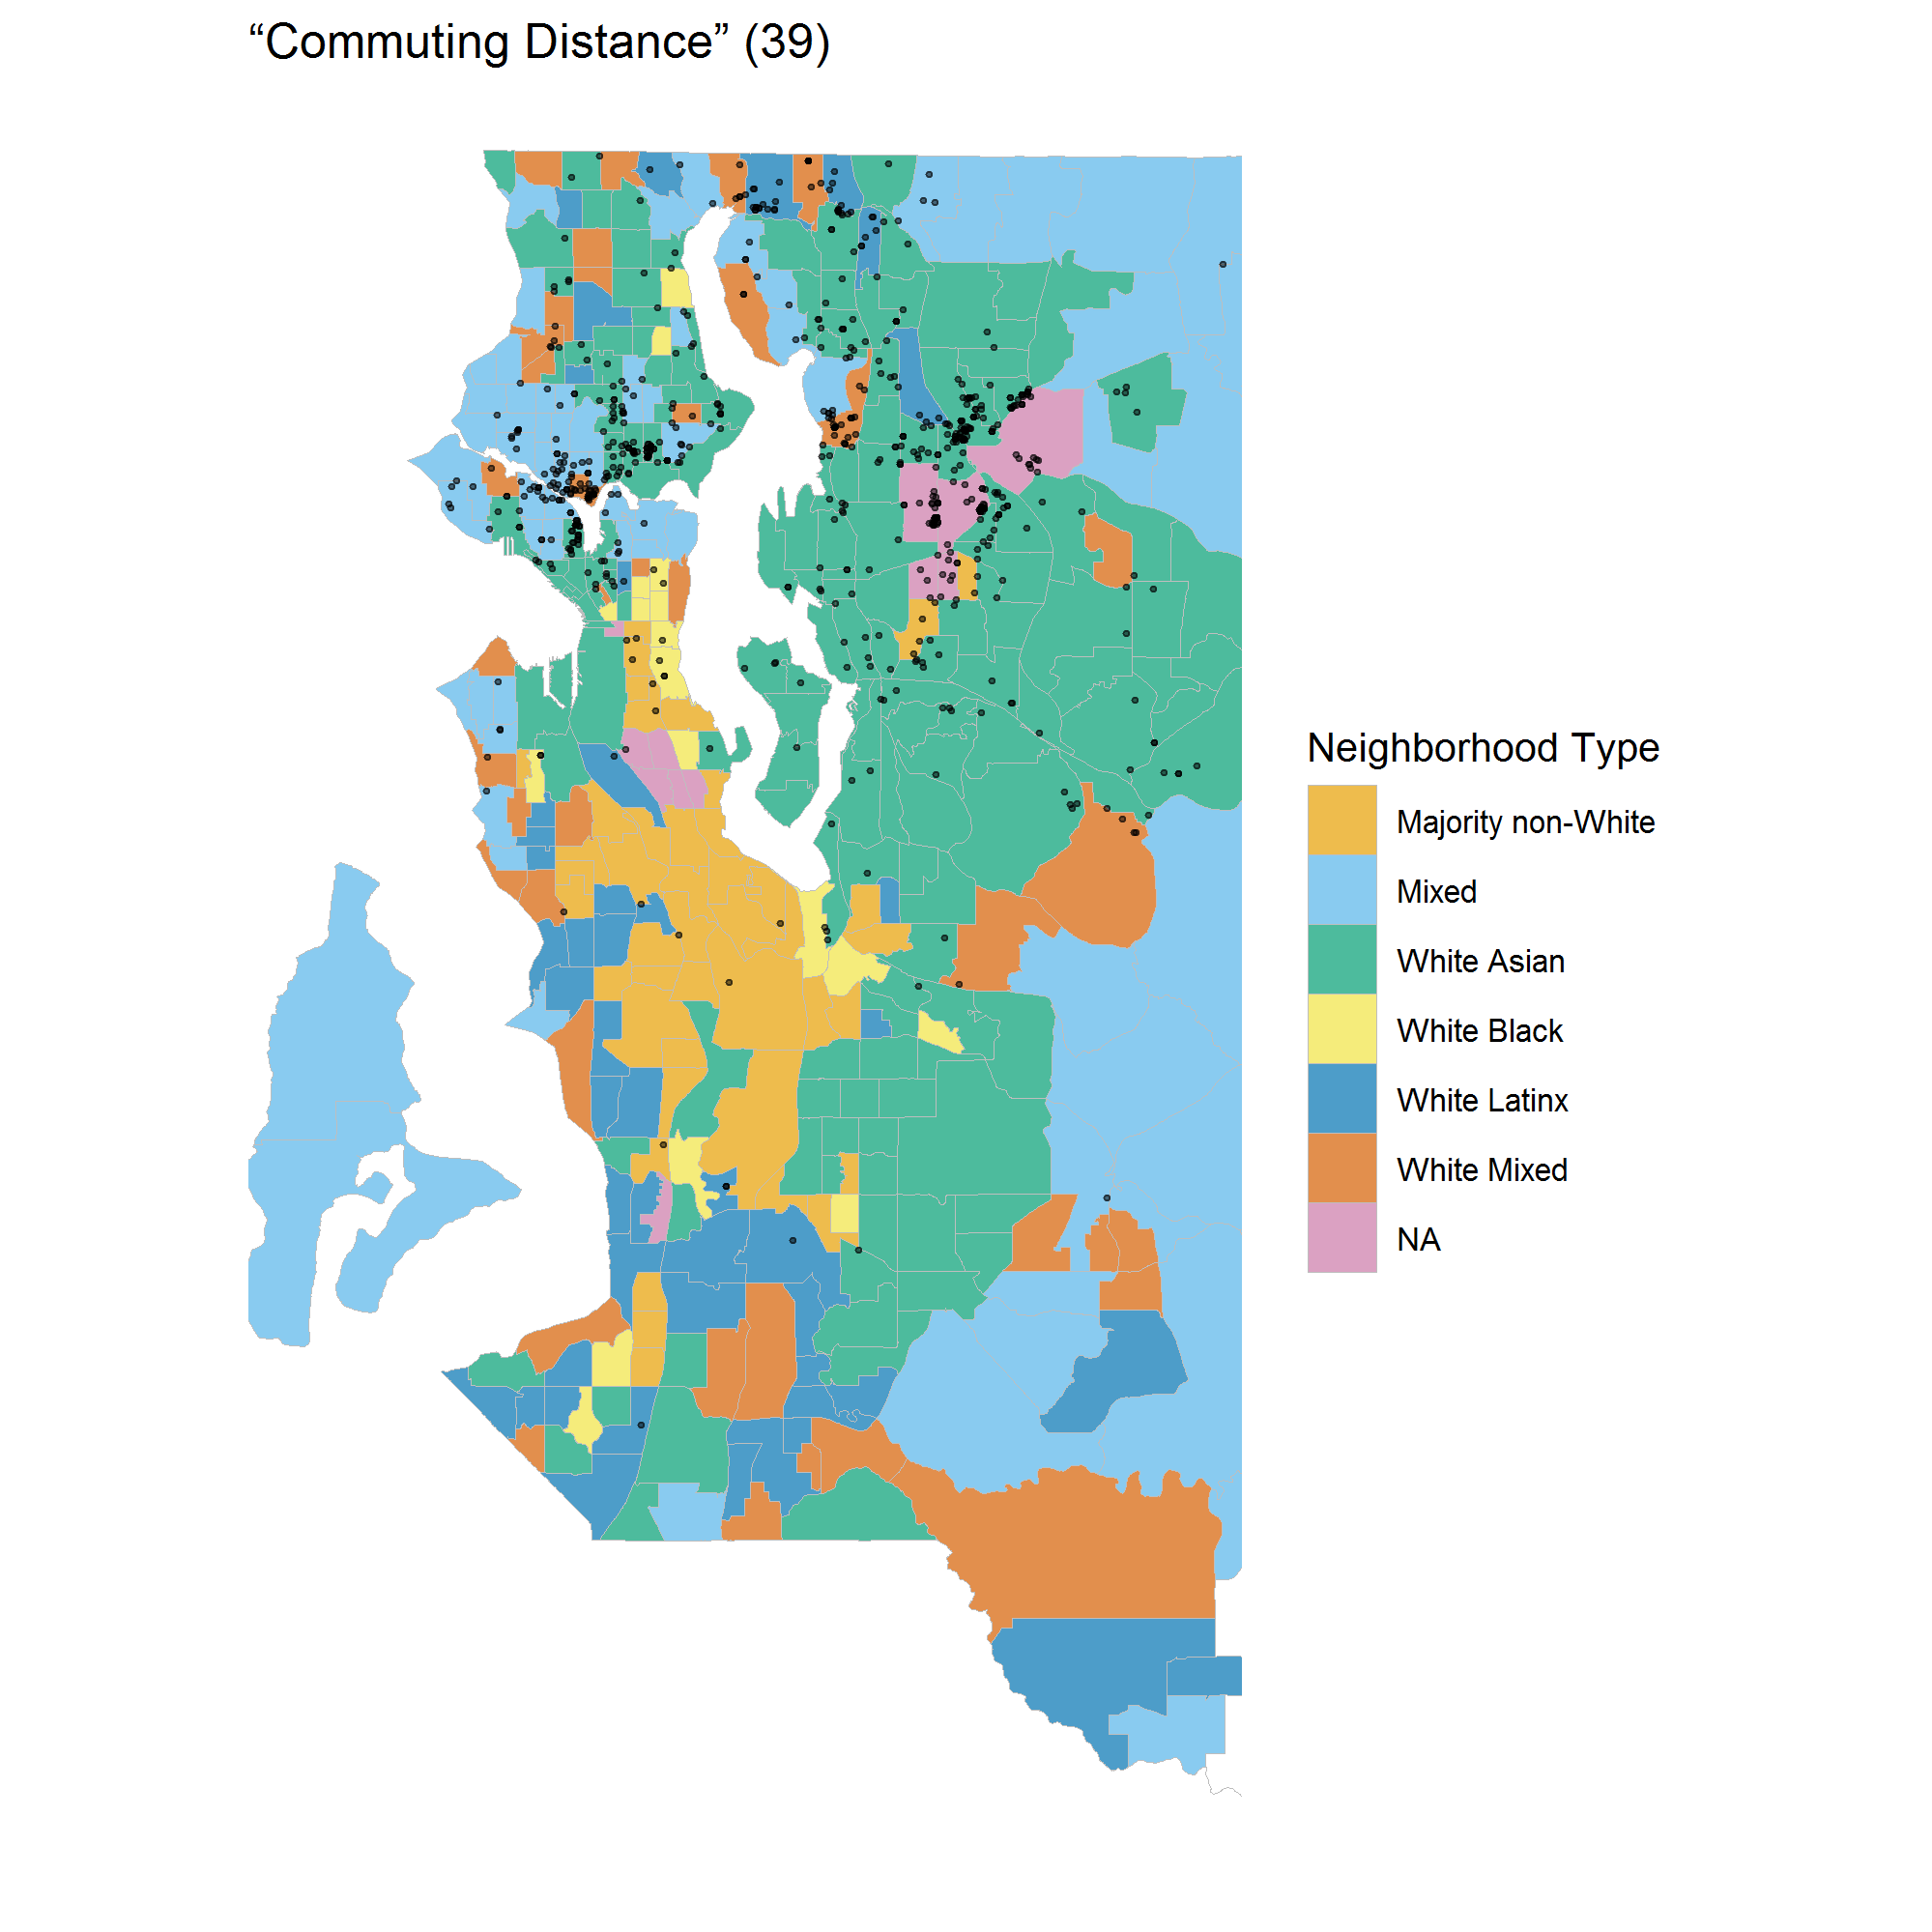 “Commuting Distance” (39)
Neighborhood Type
Majority non-White
Mixed
White Asian
White Black
White Latinx
White Mixed
NA